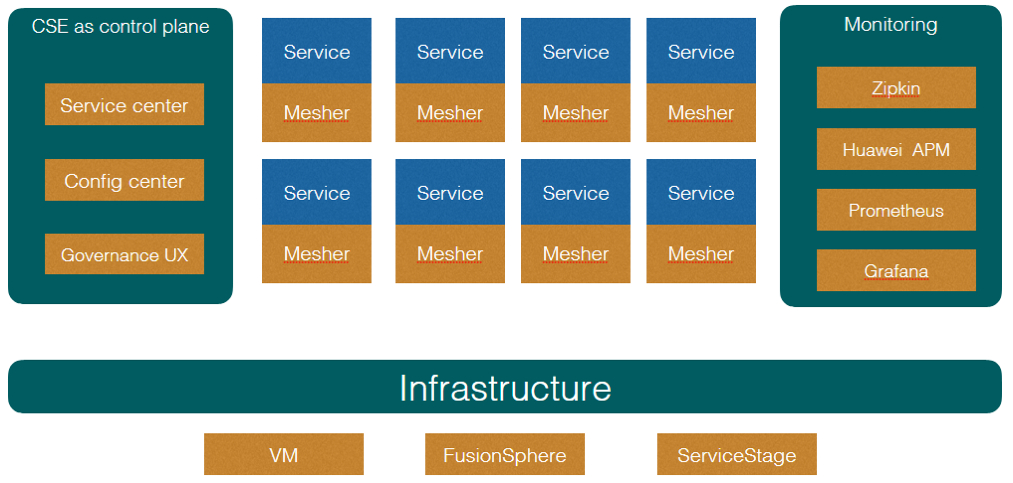 CSE as control plane
Service center
Config center
Governance UX
Service Service Service Service
Mesher Mesher Mesher Mesher
Service Service Service Service
Mesher Mesher Mesher Mesher
Monitoring
Zipkin
Huawei APM
Prometheus
Grafana
Infrastructure
VM FusionSphere ServiceStage